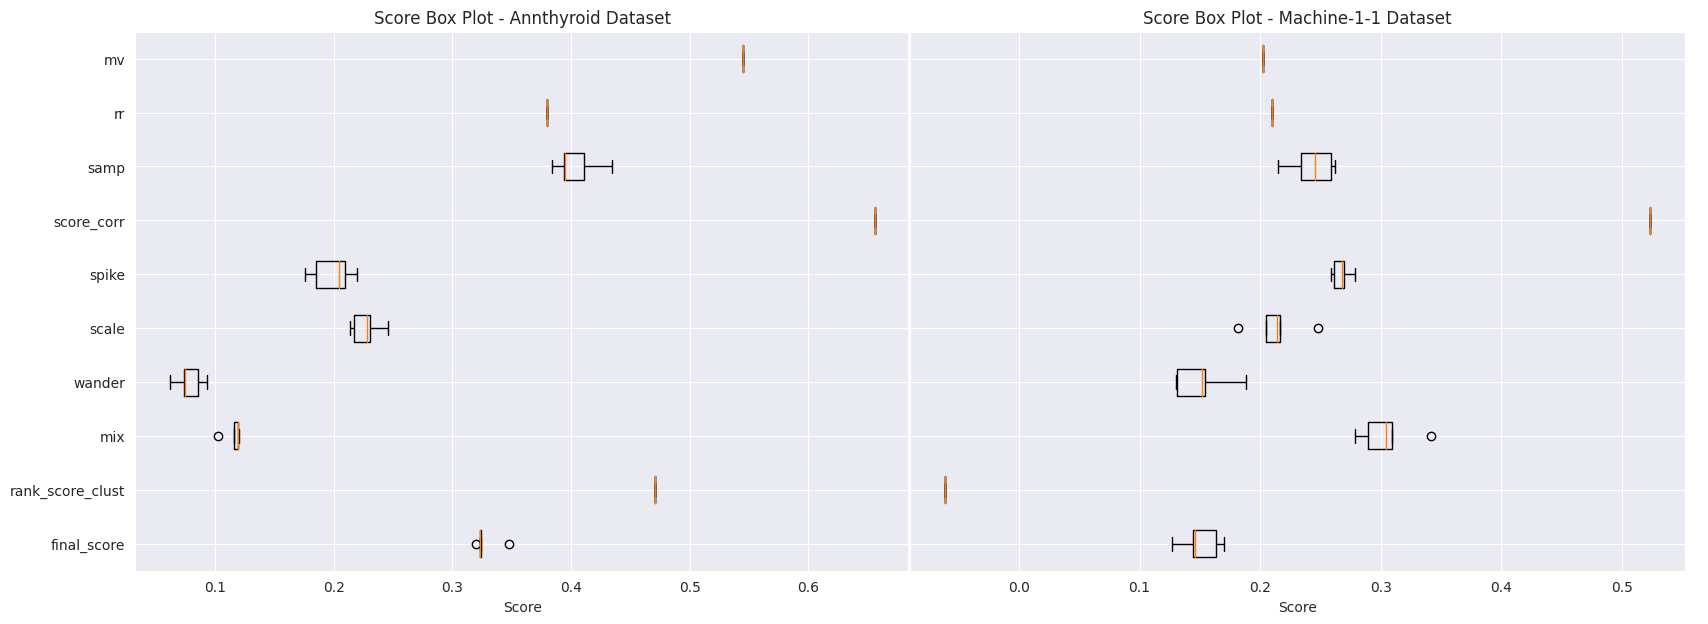 Score Box Plot - Annthyroid Dataset
Score Box Plot - Machine-1-1 Dataset
mv
rr
samp
score_corr
spike
scale
wander
mix
rank_score_clust
final_score
0.1 0.2 0.3 0.4 0.5 0.6
0.0 0.1 0.2 0.3 0.4 0.5
Score
Score